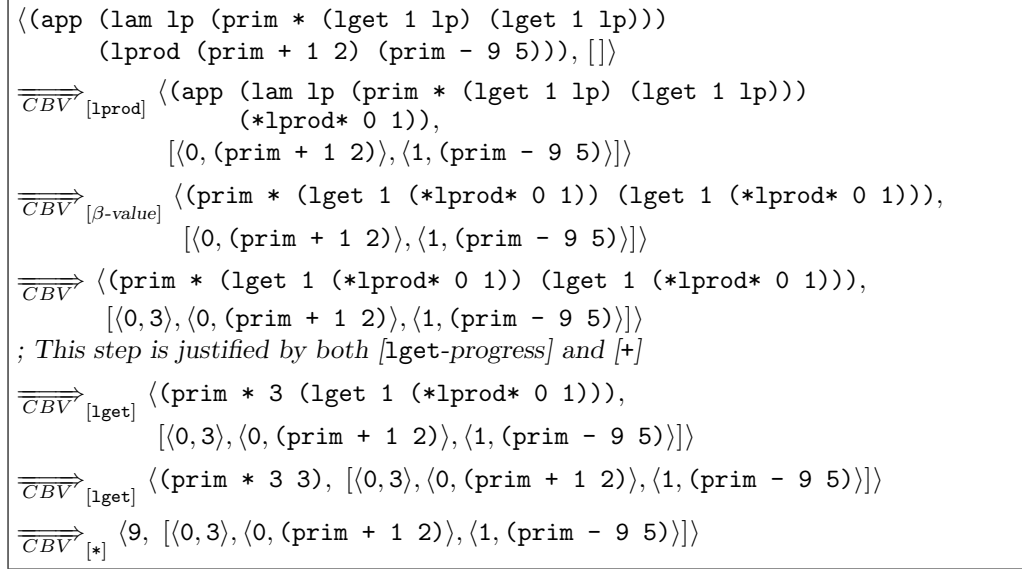 ⟨(app (lam lp (prim * (lget 1 lp) (lget 1 lp)))
(lprod (prim + 1 2) (prim - 9 5))), [ ]⟩
⟹CBV [lprod] ⟨(app (lam lp (prim * (lget 1 lp) (lget 1 lp)))
(*lprod* 0 1)),
[⟨0, (prim + 1 2)⟩,⟨1, (prim - 9 5)⟩]⟩
⟹CBV [β-value] ⟨(prim * (lget 1 (*lprod* 0 1)) (lget 1 (*lprod* 0 1))),
[⟨0, (prim + 1 2)⟩,⟨1, (prim - 9 5)⟩]⟩
⟹CBV ⟨(prim * (lget 1 (*lprod* 0 1)) (lget 1 (*lprod* 0 1))),
[⟨0, 3⟩,⟨0, (prim + 1 2)⟩,⟨1, (prim - 9 5)⟩]⟩
; This step is justified by both [lget-progress] and [+]
⟹CBV [lget] ⟨(prim * 3 (lget 1 (*lprod* 0 1))),
[⟨0, 3⟩,⟨0, (prim + 1 2)⟩,⟨1, (prim - 9 5)⟩]⟩
⟹CBV [lget] ⟨(prim * 3 3), [⟨0, 3⟩,⟨0, (prim + 1 2)⟩,⟨1, (prim - 9 5)⟩]⟩
⟹CBV [*] ⟨9, [⟨0, 3⟩,⟨0, (prim + 1 2)⟩,⟨1, (prim - 9 5)⟩]⟩